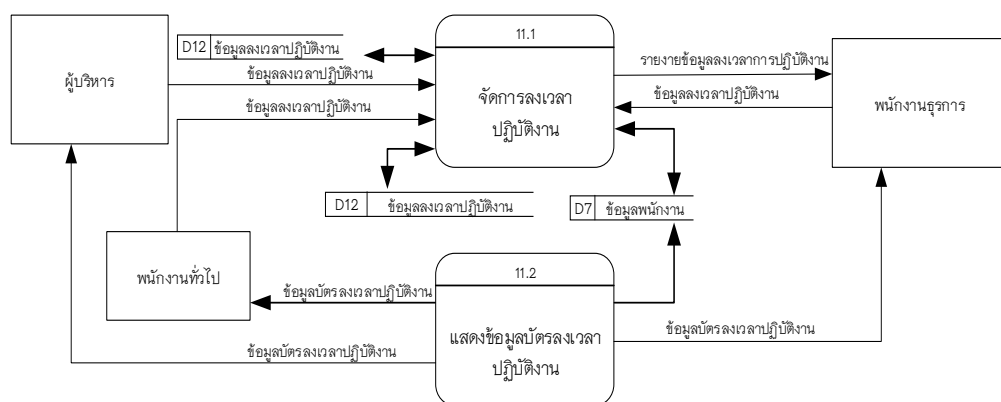 11.1
D12 ข้อมูลลงเวลาปฏิบัติงาน
ผู้บริหาร
ข้อมูลลงเวลาปฏิบัติงาน
รายงายข้อมูลลงเวลาการปฏิบัติงาน
จัดการลงเวลา
ปฏิบัติงาน
ข้อมูลลงเวลาปฏิบัติงาน
ข้อมูลลงเวลาปฏิบัติงาน
พนักงานธุรการ
D12 ข้อมูลลงเวลาปฏิบัติงาน
D7 ข้อมูลพนักงาน
พนักงานทั่วไป
11.2
ข้อมูลบัตรลงเวลาปฏิบัติงาน
แสดงข้อมูลบัตรลงเวลา
ปฏิบัติงาน
ข้อมูลบัตรลงเวลาปฏิบัติงาน
ข้อมูลบัตรลงเวลาปฏิบัติงาน